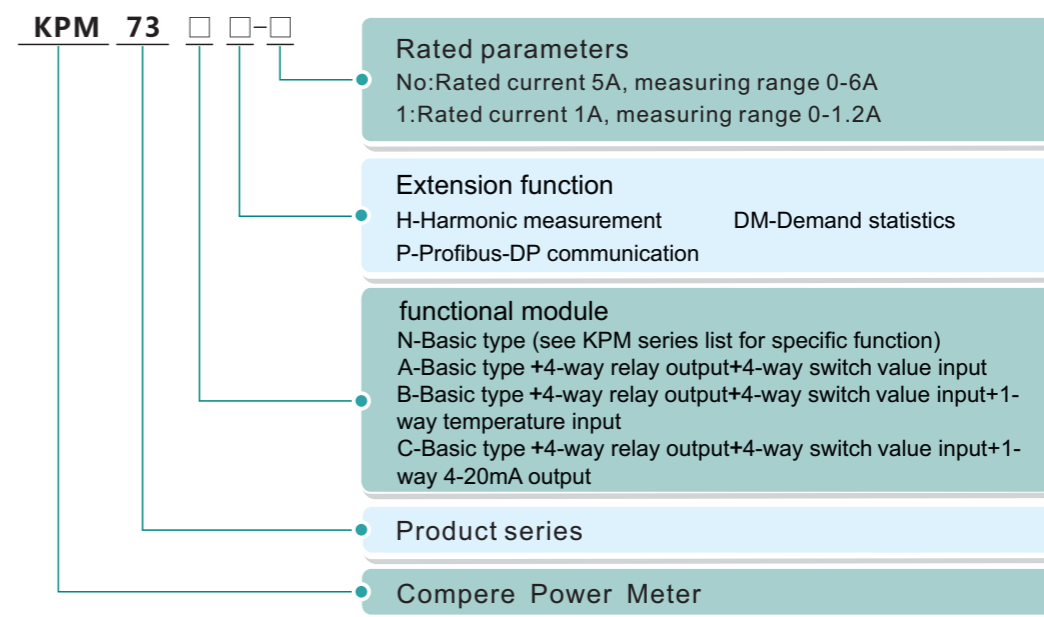 KPM 73 □ □-□
Rated parameters
No:Rated current 5A, measuring range 0-6A
1:Rated current 1A, measuring range 0-1.2A
Extension function
H-Harmonic measurement DM-Demand statistics
P-Profibus-DP communication
functional module
N-Basic type (see KPM series list for specific function)
A-Basic type +4-way relay output+4-way switch value input
B-Basic type +4-way relay output+4-way switch value input+1-
way temperature input
C-Basic type +4-way relay output+4-way switch value input+1-
way 4-20mA output
Product series
Compere Power Meter